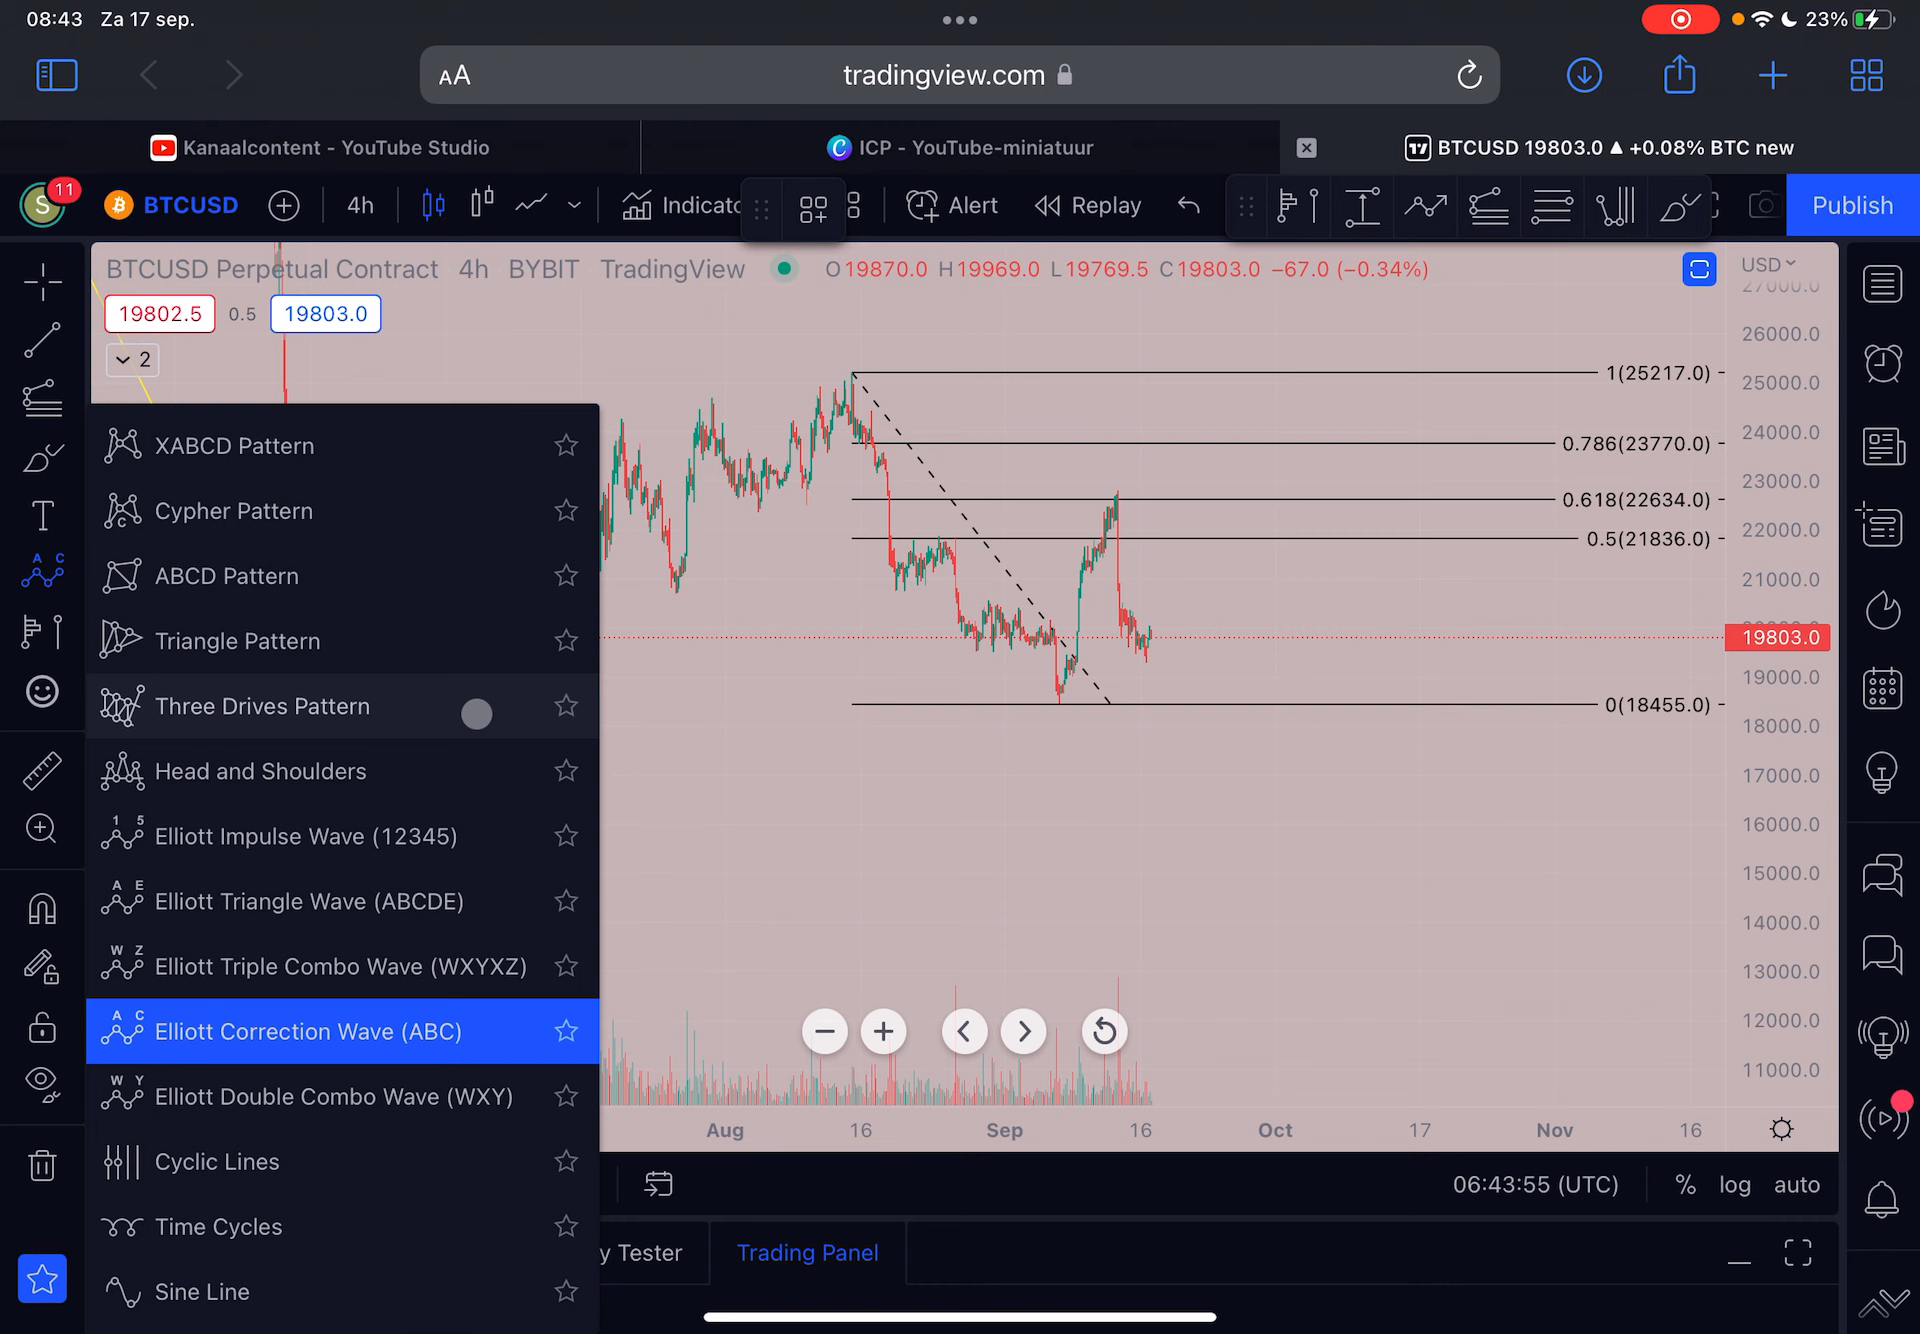 08:43 Za 17 sep.
23%
AA tradingview.com
Kanaalcontent - YouTube Studio
ICP - YouTube-miniatuur
BTCUSD 19803.0 ▲ +0.08% BTC new
S 11 BTCUSD 4h Indicato Alert Replay Publish
BTCUSD Perpetual Contract 4h BYBIT TradingView O19870.0 H19969.0 L19769.5 C19803.0 −67.0 (−0.34%) USD
27000.0
19802.5 0.5 19803.0
2
26000.0
1(25217.0)
25000.0
24000.0
0.786(23770.0)
23000.0
0.618(22634.0)
22000.0
0.5(21836.0)
21000.0
19803.0
19000.0
0(18455.0)
18000.0
17000.0
16000.0
15000.0
14000.0
13000.0
12000.0
11000.0
XABCD Pattern
Cypher Pattern
ABCD Pattern
Triangle Pattern
Three Drives Pattern
Head and Shoulders
1 5 Elliott Impulse Wave (12345)
A E Elliott Triangle Wave (ABCDE)
W Z Elliott Triple Combo Wave (WXYXZ)
A C Elliott Correction Wave (ABC)
W Y Elliott Double Combo Wave (WXY)
Cyclic Lines
Time Cycles
Sine Line
T
A C
Aug 16 Sep 16 Oct 17 Nov 16
06:43:55 (UTC) % log auto
y Tester Trading Panel